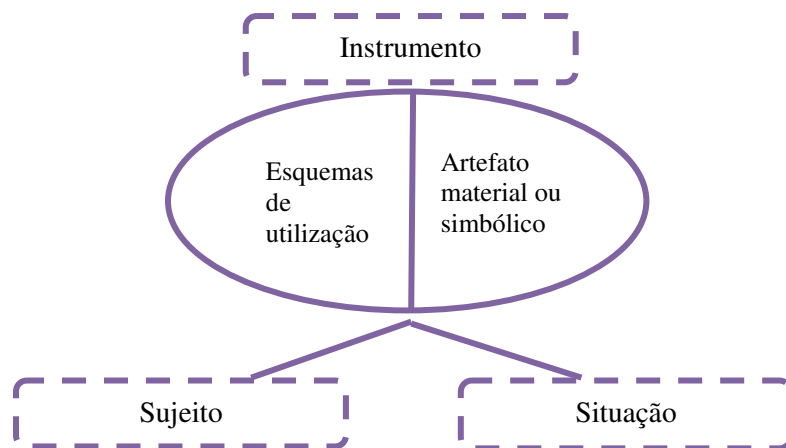 Instrumento
Esquemas
de
utilização
Artefato
material ou
simbólico
Sujeito
Situação